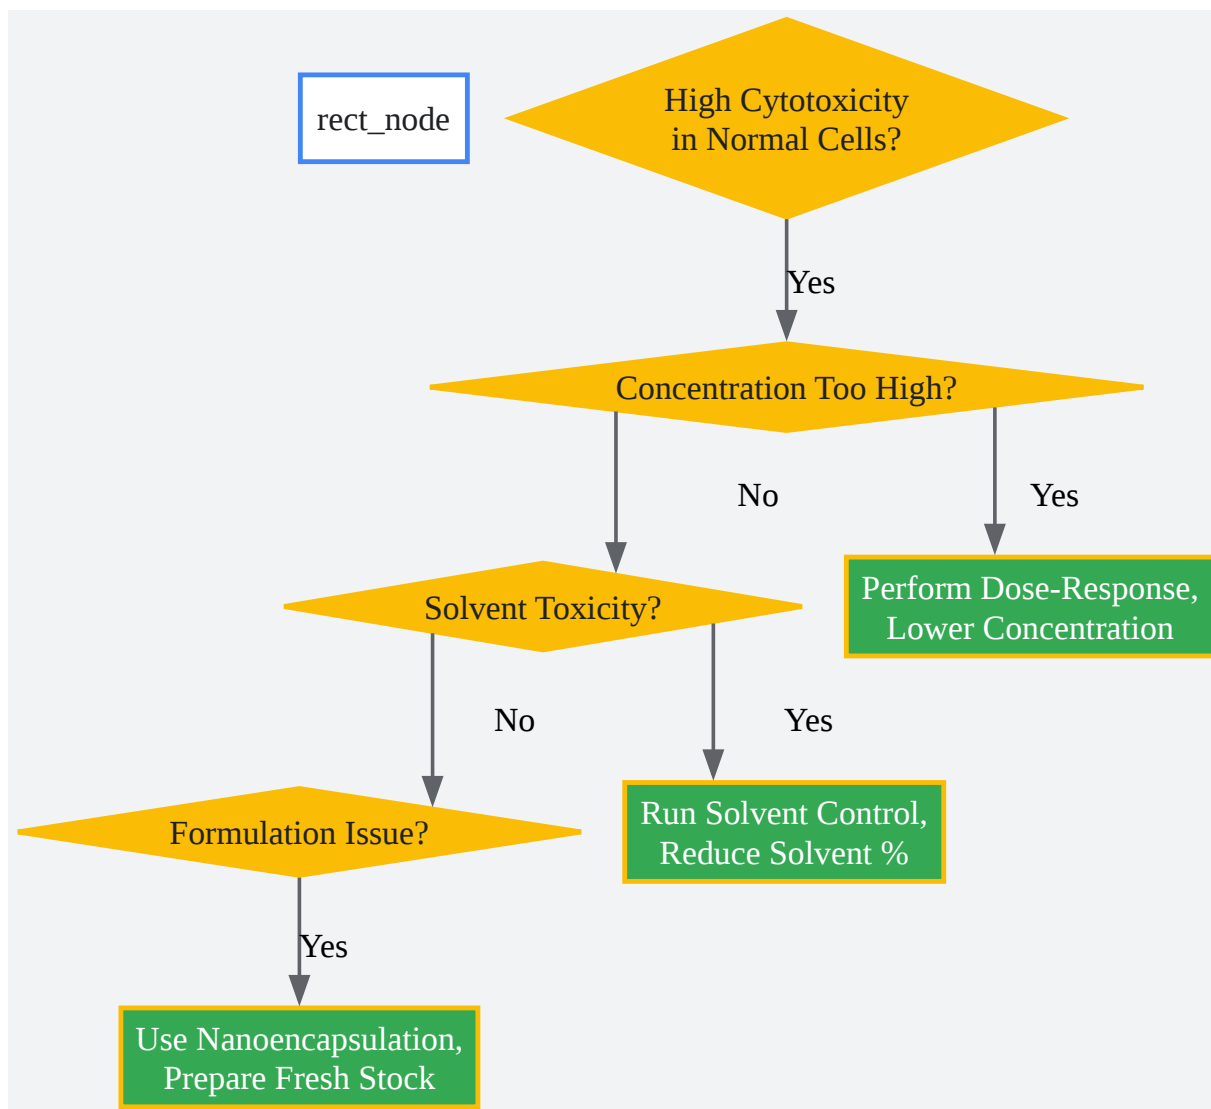 rect_node
High Cytotoxicity
in Normal Cells?
Yes
Concentration Too High?
No
Yes
Perform Dose-Response,
Lower Concentration
Solvent Toxicity?
No
Yes
Run Solvent Control,
Reduce Solvent %
Formulation Issue?
Yes
Use Nanoencapsulation,
Prepare Fresh Stock